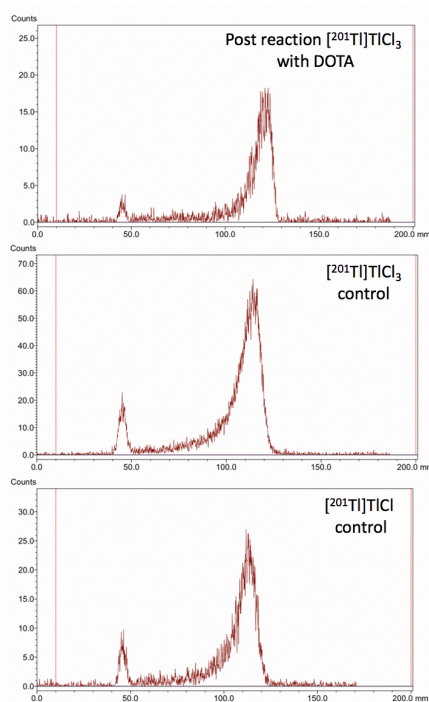 Counts
25.0
20.0
15.0
10.0
5.0
0.0
0.0 50.0 100.0 150.0 200.0 mm
Post reaction [²⁰¹Tl]TlCl₃
with DOTA
Counts
70.0
60.0
50.0
40.0
30.0
20.0
10.0
0.0
0.0 50.0 100.0 150.0 200.0 mm
[²⁰¹Tl]TlCl₃
control
Counts
30.0
25.0
20.0
15.0
10.0
5.0
0.0
0.0 50.0 100.0 150.0 200.0 mm
[²⁰¹Tl]TlCl
control